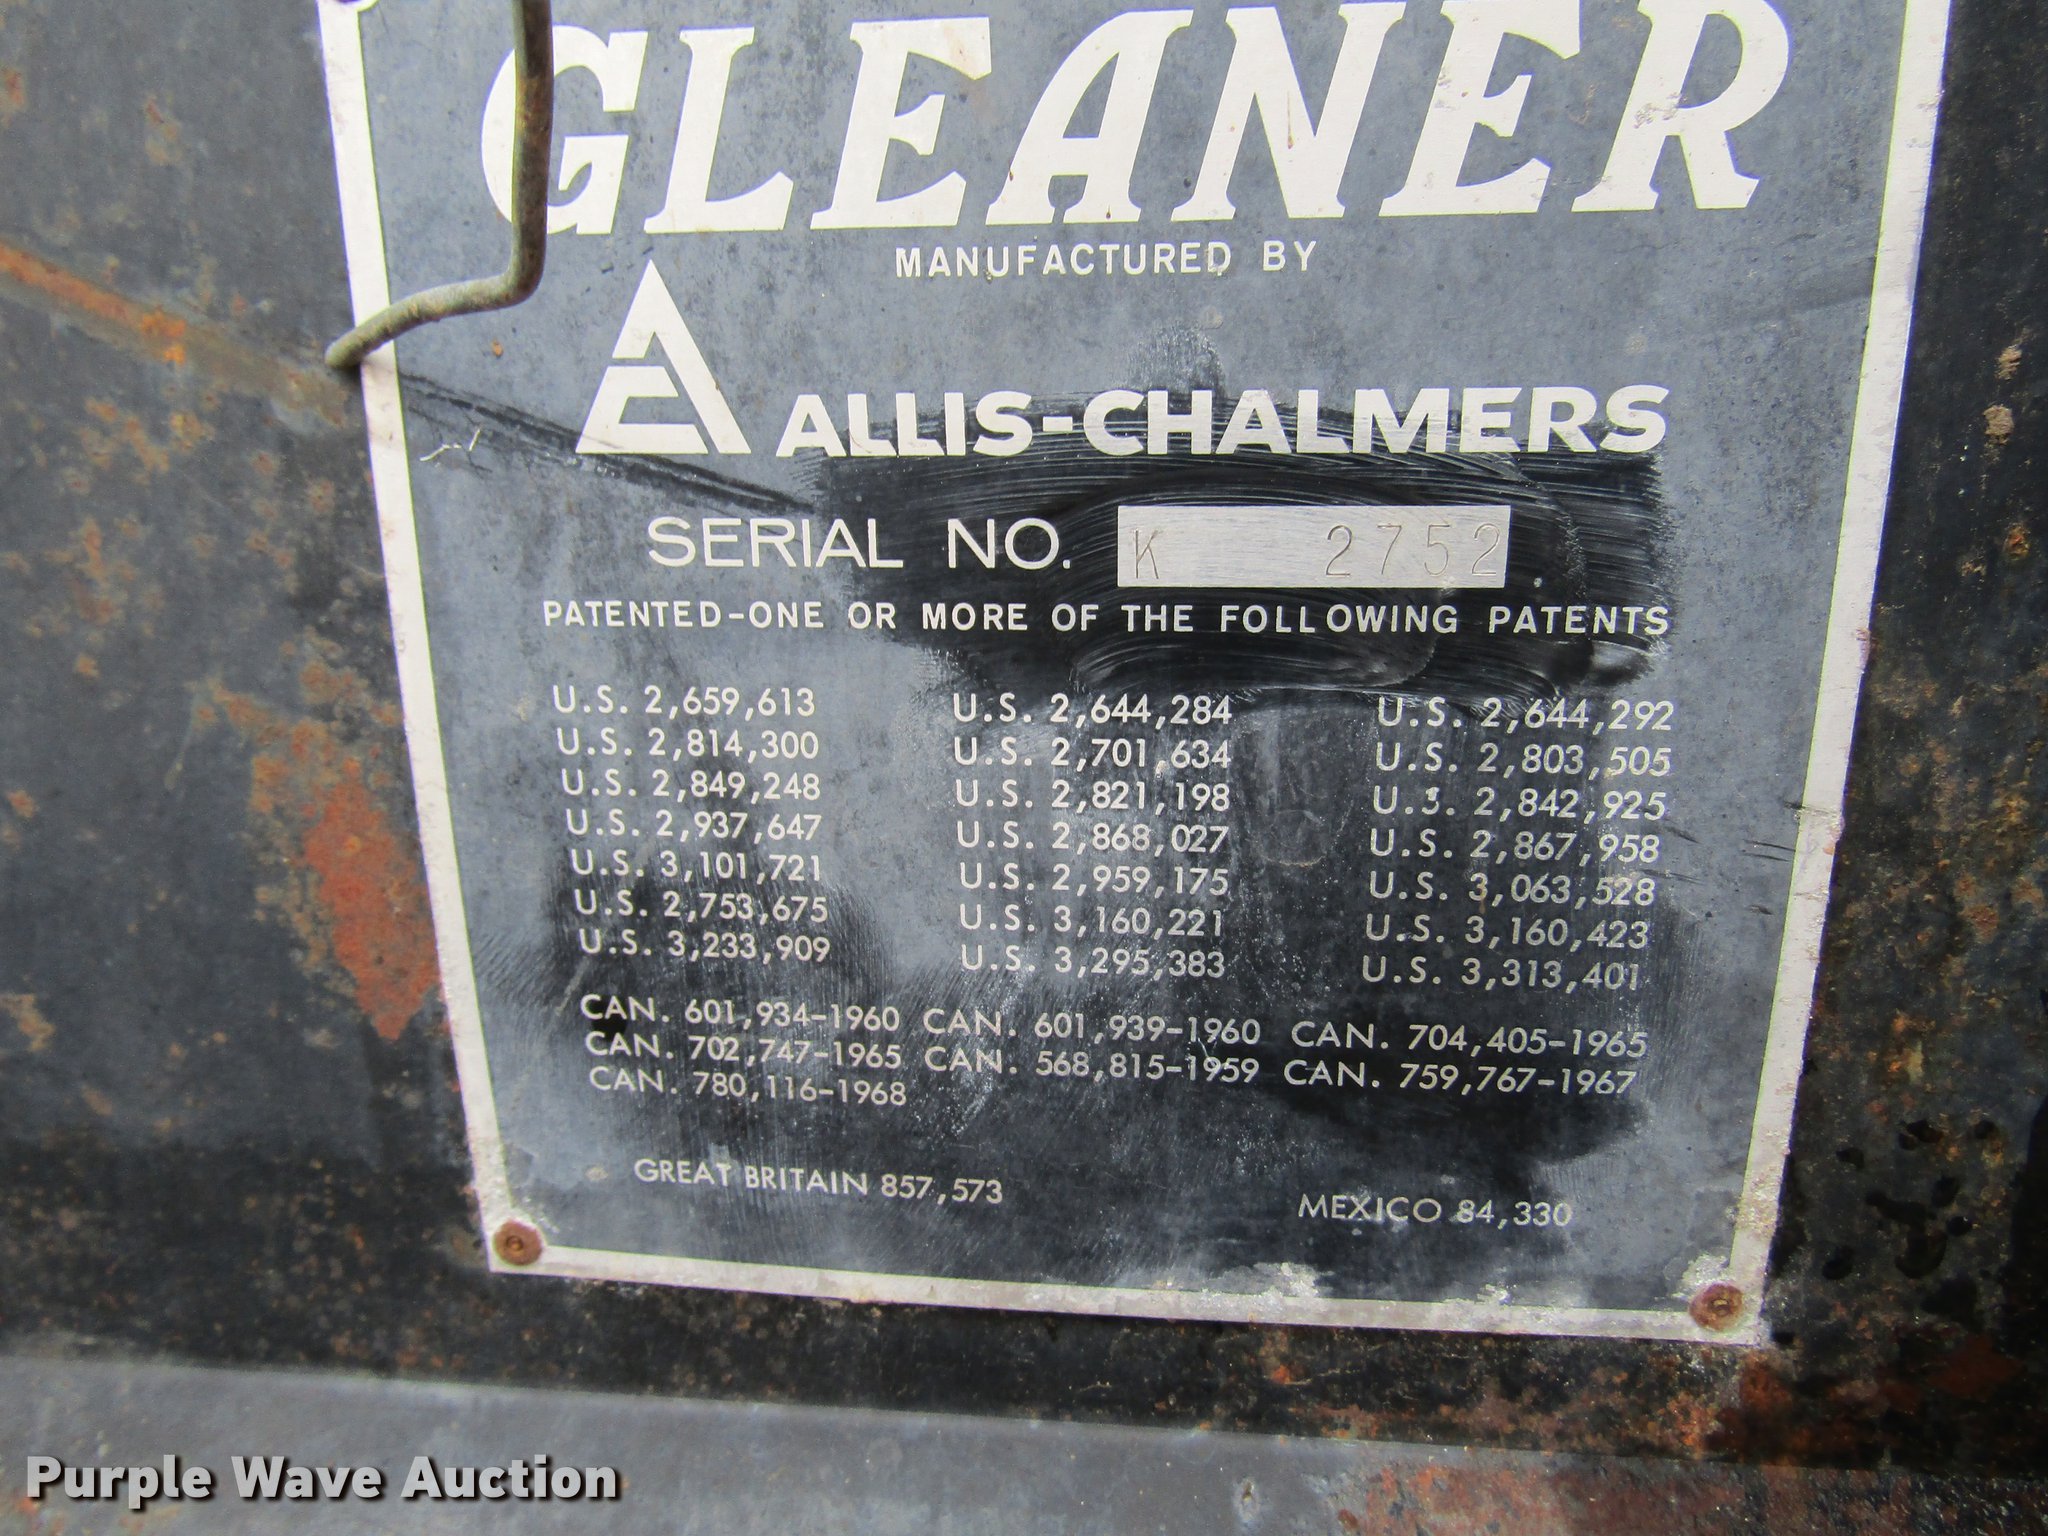 GLEANER
MANUFACTURED BY
ALLIS-CHALMERS
SERIAL NO. K 2752
PATENTED-ONE OR MORE OF THE FOLLOWING PATENTS
U.S. 2,659,613 U.S. 2,644,284 U.S. 2,644,292
U.S. 2,814,300 U.S. 2,701,634 U.S. 2,803,505
U.S. 2,849,248 U.S. 2,821,198 U.S. 2,842,925
U.S. 2,937,647 U.S. 2,868,027 U.S. 2,867,958
U.S. 3,101,721 U.S. 2,959,175 U.S. 3,063,528
U.S. 2,753,675 U.S. 3,160,221 U.S. 3,160,423
U.S. 3,233,909 U.S. 3,295,383 U.S. 3,313,401
CAN. 601,934-1960 CAN. 601,939-1960 CAN. 704,405-1965
CAN. 702,747-1965 CAN. 568,815-1959 CAN. 759,767-1967
CAN. 780,116-1968
GREAT BRITAIN 857,573 MEXICO 84,330
Purple Wave Auction